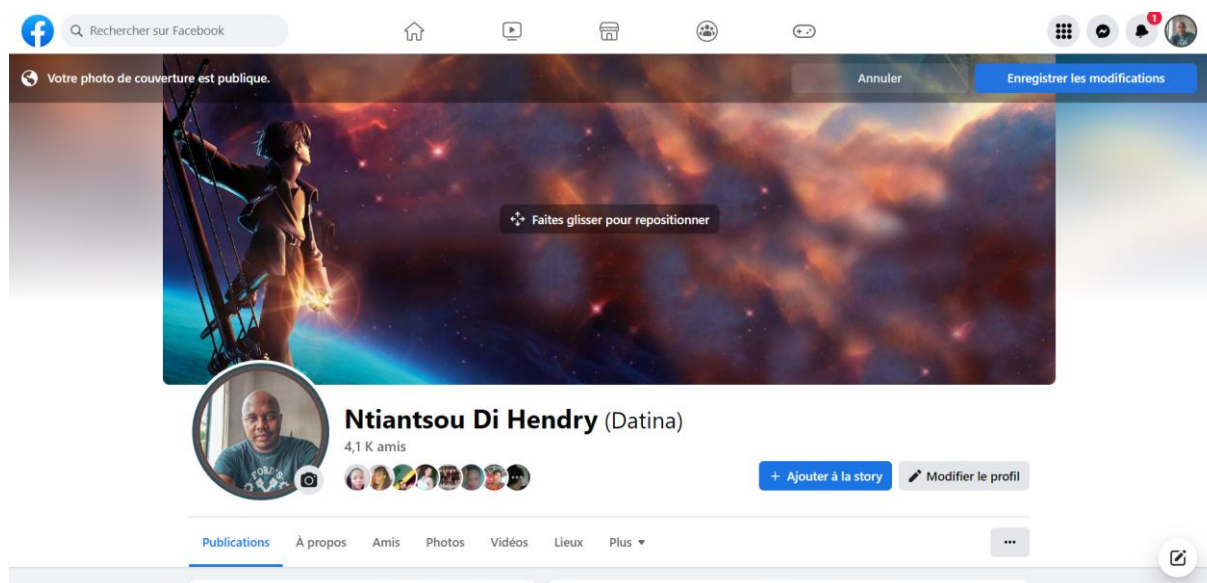 Rechercher sur Facebook
1
Votre photo de couverture est publique.
Annuler
Enregistrer les modifications
Faites glisser pour repositionner
Ntiantsou Di Hendry (Datina)
4,1 K amis
+ Ajouter à la story
Modifier le profil
Publications
À propos
Amis
Photos
Vidéos
Lieux
Plus